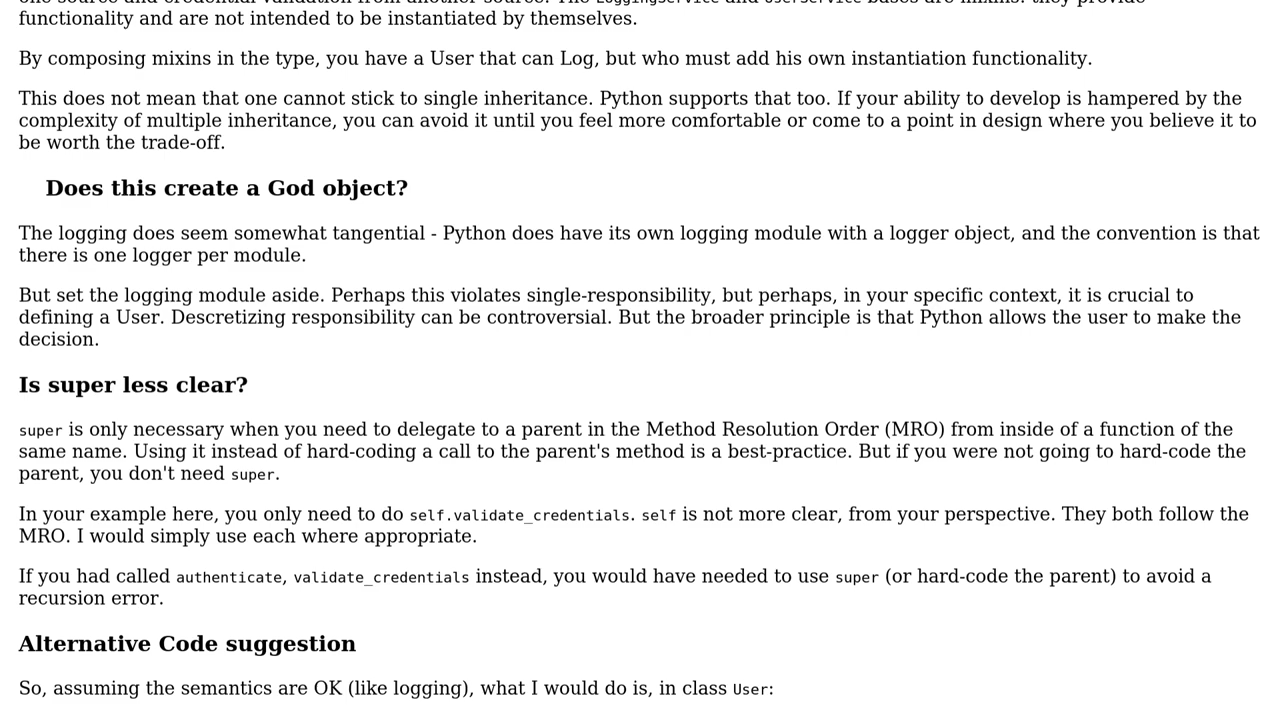 functionality and are not intended to be instantiated by themselves.
By composing mixins in the type, you have a User that can Log, but who must add his own instantiation functionality.
This does not mean that one cannot stick to single inheritance. Python supports that too. If your ability to develop is hampered by the
complexity of multiple inheritance, you can avoid it until you feel more comfortable or come to a point in design where you believe it to
be worth the trade-off.
Does this create a God object?
The logging does seem somewhat tangential - Python does have its own logging module with a logger object, and the convention is that
there is one logger per module.
But set the logging module aside. Perhaps this violates single-responsibility, but perhaps, in your specific context, it is crucial to
defining a User. Descretizing responsibility can be controversial. But the broader principle is that Python allows the user to make the
decision.
Is super less clear?
super is only necessary when you need to delegate to a parent in the Method Resolution Order (MRO) from inside of a function of the
same name. Using it instead of hard-coding a call to the parent's method is a best-practice. But if you were not going to hard-code the
parent, you don't need super.
In your example here, you only need to do self.validate_credentials. self is not more clear, from your perspective. They both follow the
MRO. I would simply use each where appropriate.
If you had called authenticate, validate_credentials instead, you would have needed to use super (or hard-code the parent) to avoid a
recursion error.
Alternative Code suggestion
So, assuming the semantics are OK (like logging), what I would do is, in class User: